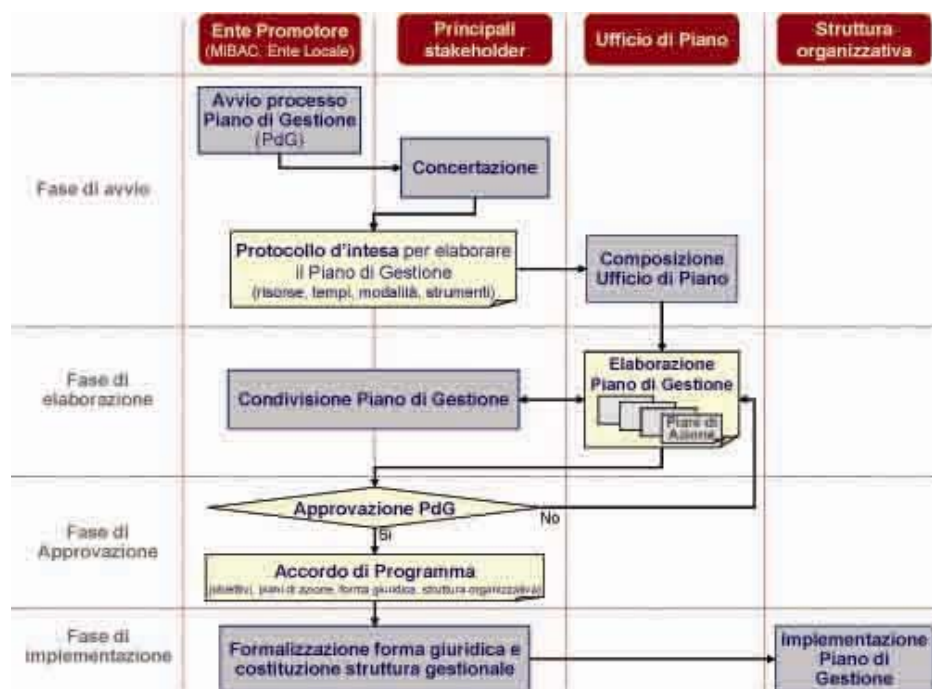 Ente Promotore
(MiBAC, Ente Locale)
Principali
stakeholder
Ufficio di Piano
Struttura
organizzativa
Fase di avvio
Avvio processo
Piano di Gestione
(PdG)
Concertazione
Protocollo d'intesa per elaborare
il Piano di Gestione
(risorse, tempi, modalità, strumenti)
Composizione
Ufficio di Piano
Fase di
elaborazione
Condivisione Piano di Gestione
Elaborazione
Piano di Gestione
Piani di
Azione
Fase di
Approvazione
Approvazione PdG
No
Si
Accordo di Programma
(obiettivi, piani di azione, forma giuridica, struttura organizzativa)
Fase di
implementazione
Formalizzazione forma giuridica e
costituzione struttura gestionale
Implementazione
Piano di
Gestione